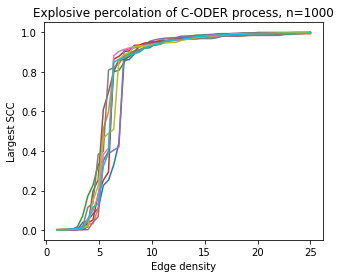 Explosive percolation of C-ODER process, n=1000
1.0
0.8
0.6
0.4
0.2
0.0
Largest SCC
0 5 10 15 20 25
Edge density